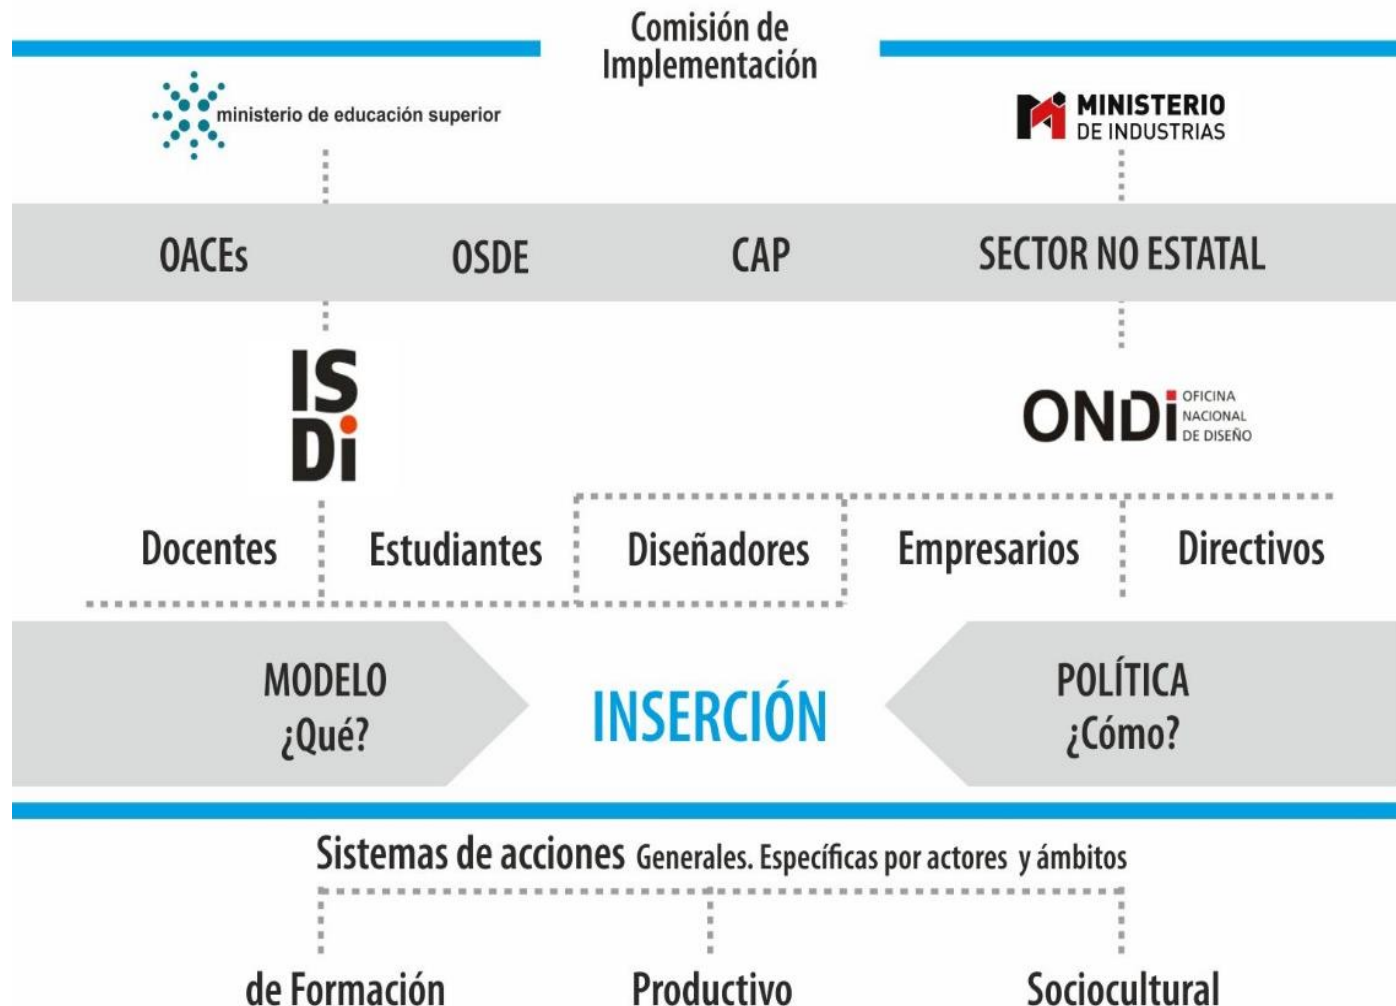 Comisión de
Implementación
ministerio de educación superior
MINISTERIO
DE INDUSTRIAS
OACEs OSDE CAP SECTOR NO ESTATAL
IS
Di
ONDi OFICINA
NACIONAL
DE DISEÑO
Docentes Estudiantes Diseñadores Empresarios Directivos
MODELO
¿Qué?
INSERCIÓN
POLÍTICA
¿Cómo?
Sistemas de acciones Generales. Específicas por actores y ámbitos
de Formación Productivo Sociocultural